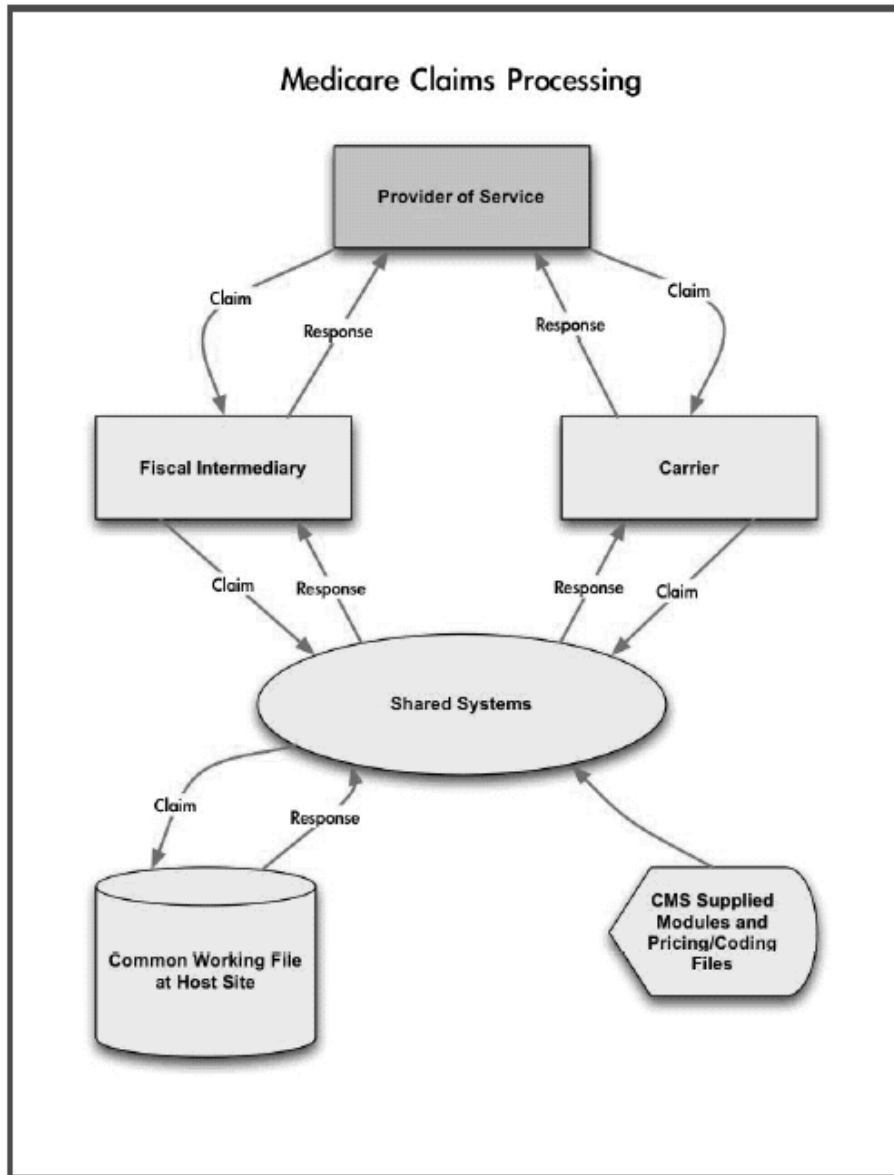 Medicare Claims Processing
Provider of Service
Claim
Claim
Response
Response
Fiscal Intermediary
Carrier
Claim
Response
Response
Claim
Shared Systems
Claim
Response
Common Working File
at Host Site
CMS Supplied
Modules and
Pricing/Coding
Files